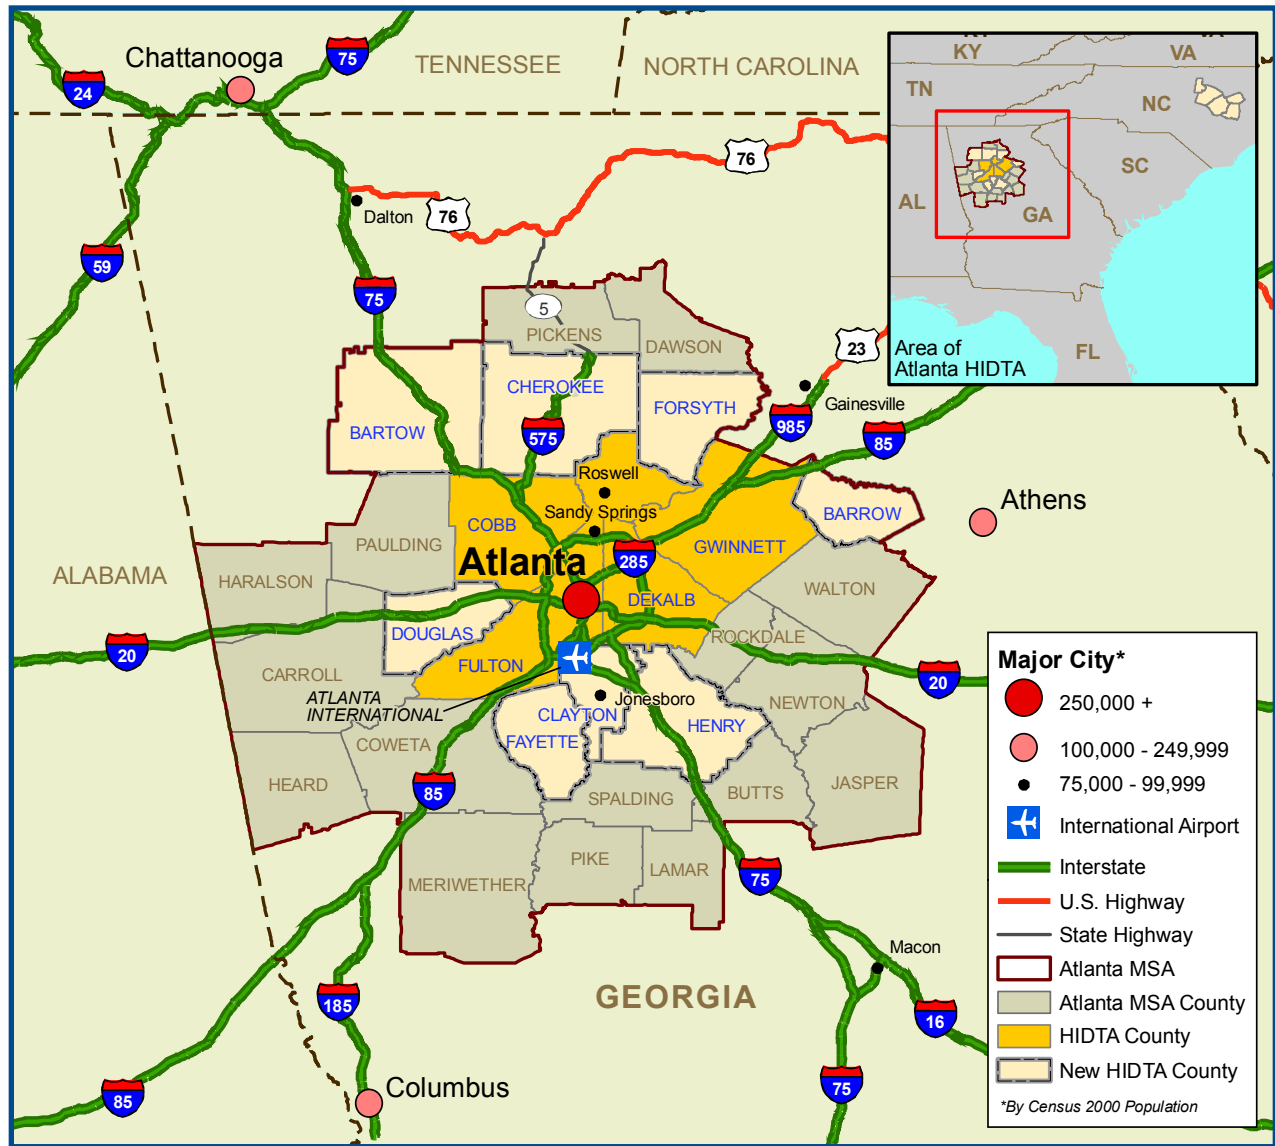 Chattanooga
75
TENNESSEE
NORTH CAROLINA
24
76
Dalton
76
59
75
5
PICKENS
DAWSON
23
CHEROKEE
FORSYTH
Gainesville
BARTOW
575
985
85
Roswell
Athens
COBB
Sandy Springs
BARROW
PAULDING
GWINNETT
Atlanta
285
ALABAMA
HARALSON
WALTON
DEKALB
DOUGLAS
ROCKDALE
20
FULTON
CARROLL
20
ATLANTA
INTERNATIONAL
Jonesboro
NEWTON
CLAYTON
HENRY
COWETA
FAYETTE
HEARD
85
SPALDING
BUTTS
JASPER
PIKE
LAMAR
75
MERIWETHER
Macon
GEORGIA
185
16
75
85
Columbus
KY
VA
TN
NC
SC
AL
GA
FL
Area of
Atlanta HIDTA
Major City*
250,000 +
100,000 - 249,999
75,000 - 99,999
International Airport
Interstate
U.S. Highway
State Highway
Atlanta MSA
Atlanta MSA County
HIDTA County
New HIDTA County
*By Census 2000 Population